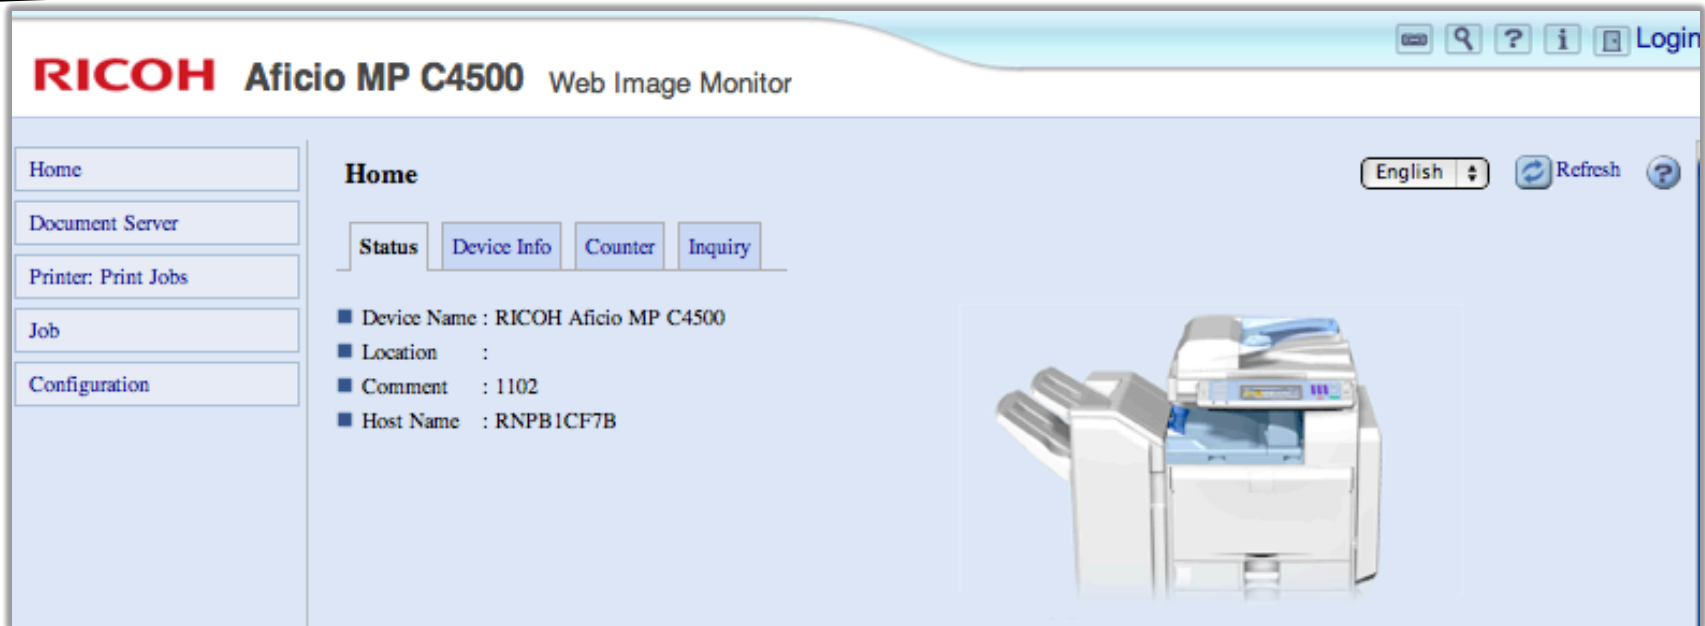 Login
RICOH Aficio MP C4500 Web Image Monitor
Home
Document Server
Printer: Print Jobs
Job
Configuration
Home
English
Refresh
Status Device Info Counter Inquiry
Device Name : RICOH Aficio MP C4500
Location :
Comment : 1102
Host Name : RNPB1CF7B